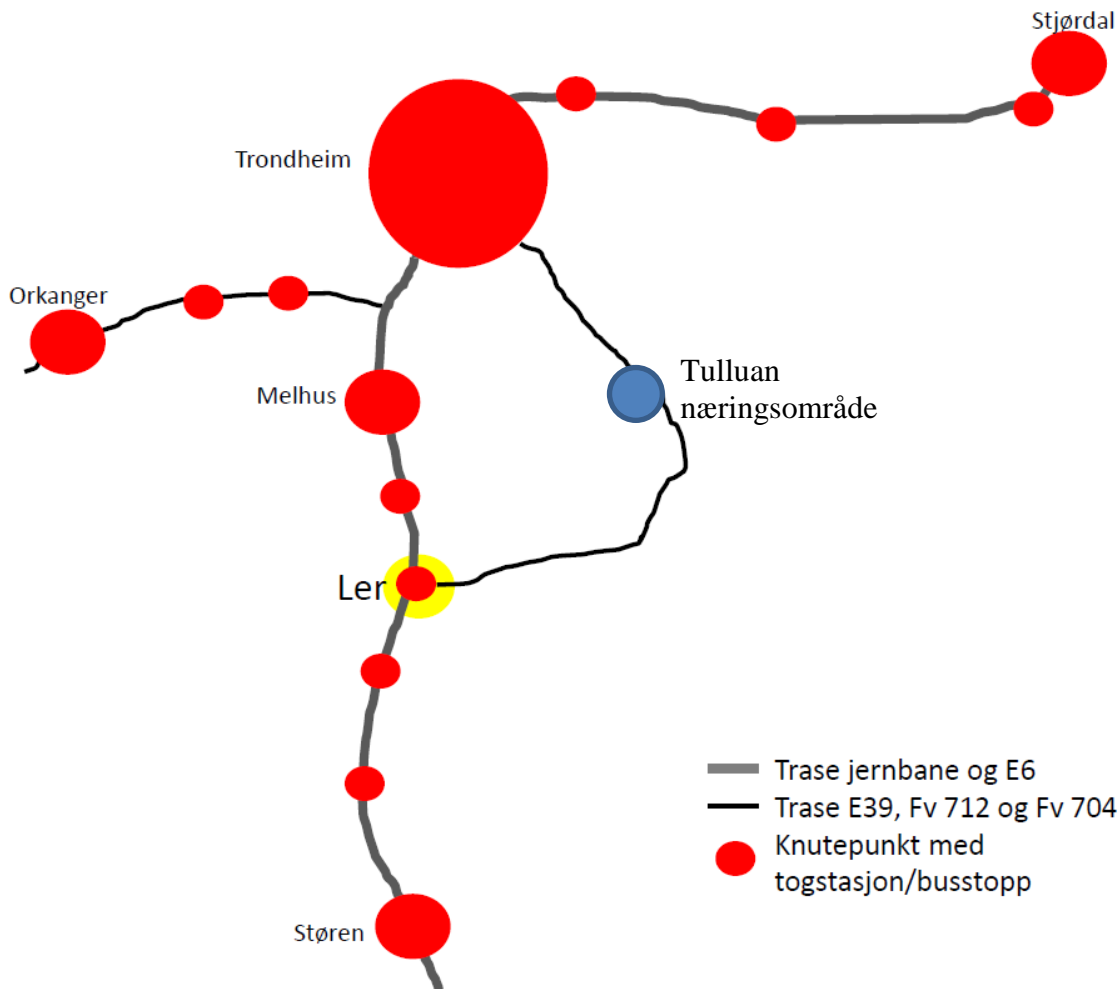 Stjørdal
Trondheim
Orkanger
Melhus
Tulluan
næringsområde
Ler
Trase jernbane og E6
Trase E39, Fv 712 og Fv 704
Knutepunkt med
togstasjon/busstopp
Støren